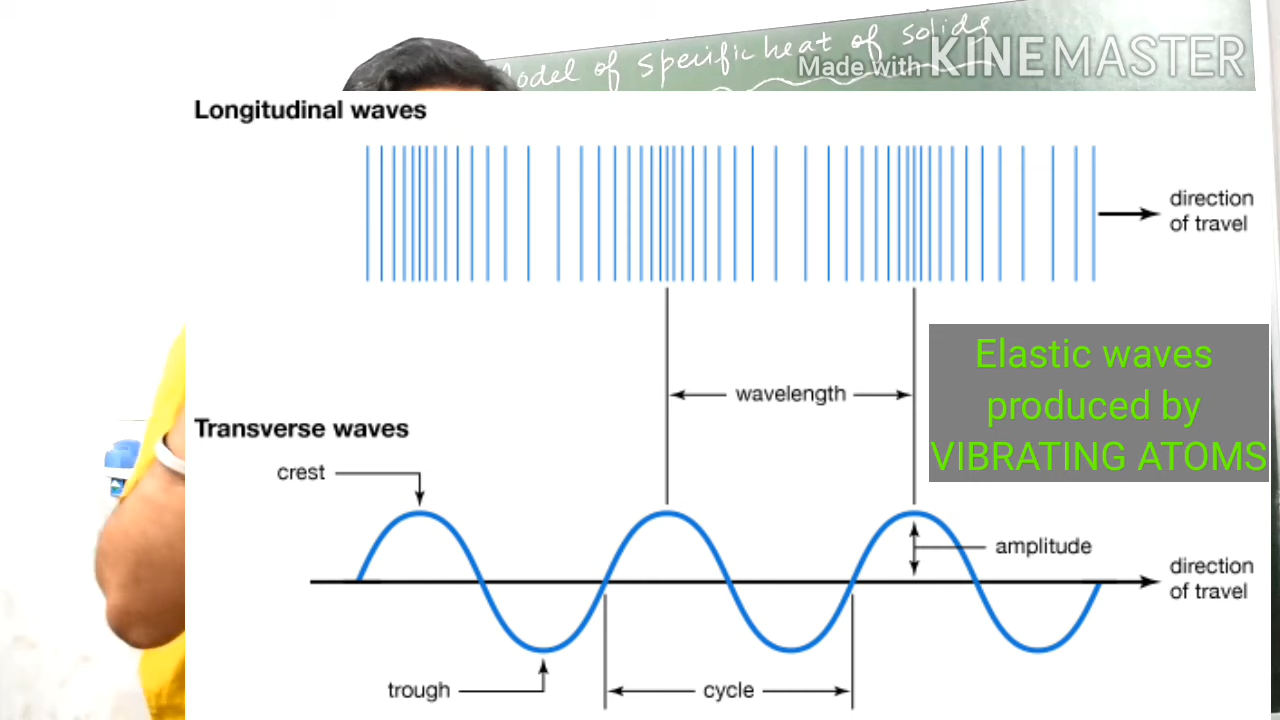 odel of specific heat of solids
Made with KINEMASTER
Longitudinal waves
direction
of travel
wavelength
Elastic waves
produced by
VIBRATING ATOMS
Transverse waves
crest
amplitude
direction
of travel
trough
cycle